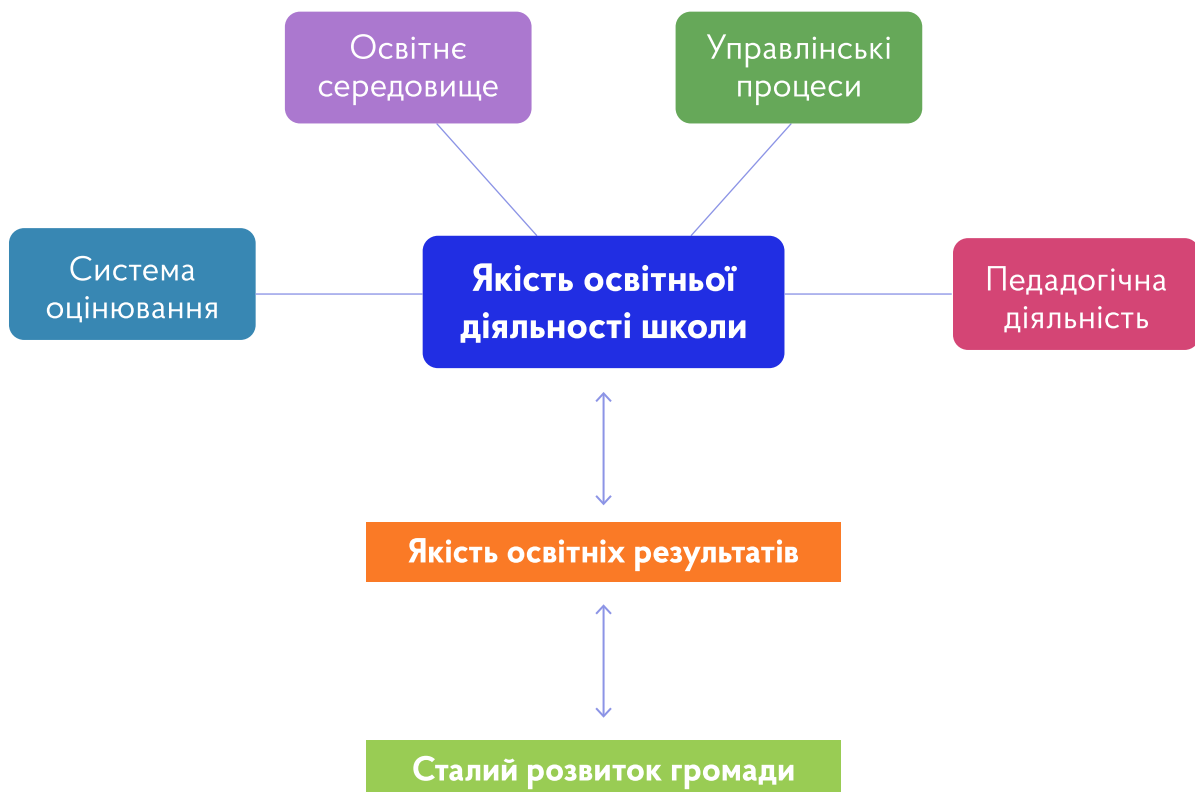 Освітнє
середовище
Управлінські
процеси
Система
оцінювання
Якість освітньої
діяльності школи
Педагогічна
діяльність
Якість освітніх результатів
Сталий розвиток громади